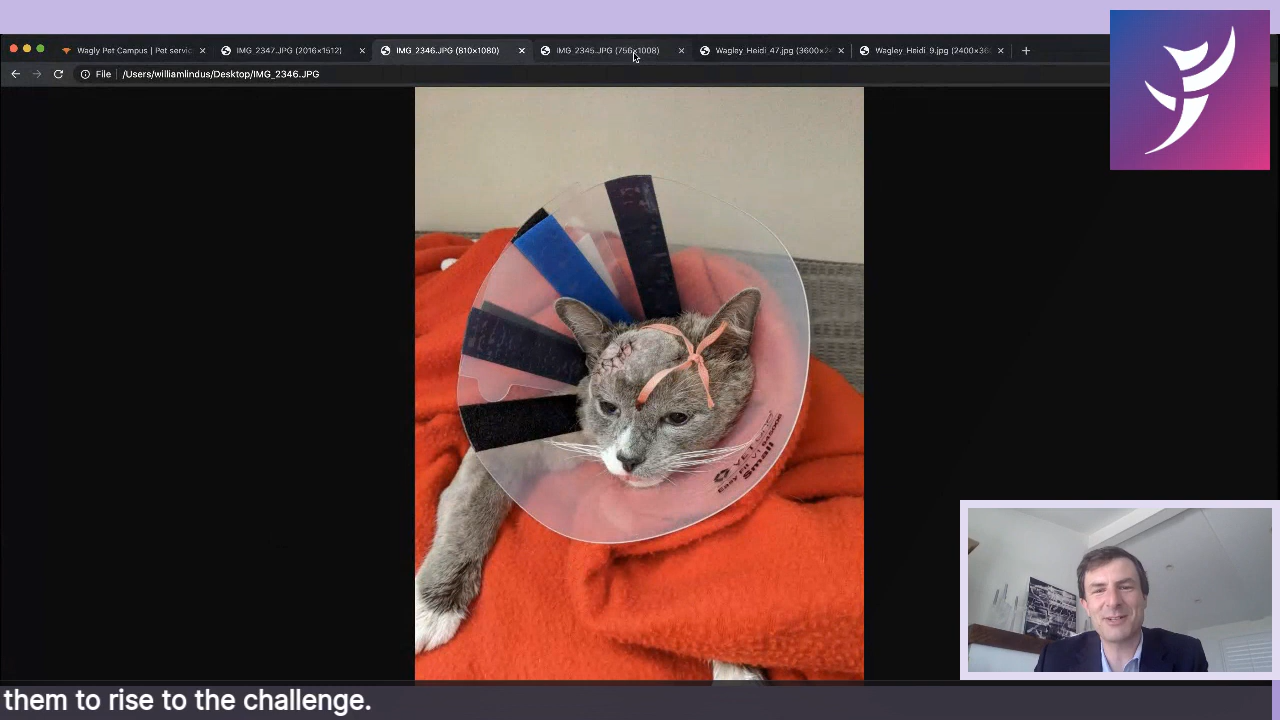 Wagly Pet Campus | Pet servic
IMG_2347.JPG (2016×1512)
IMG_2346.JPG (810×1080)
IMG_2345.JPG (756×1008)
Wagley_Heidi_47.jpg (3600×24
Wagley_Heidi_9.jpg (2400×36
File
/Users/williamlindus/Desktop/IMG_2346.JPG
Small
them to rise to the challenge.